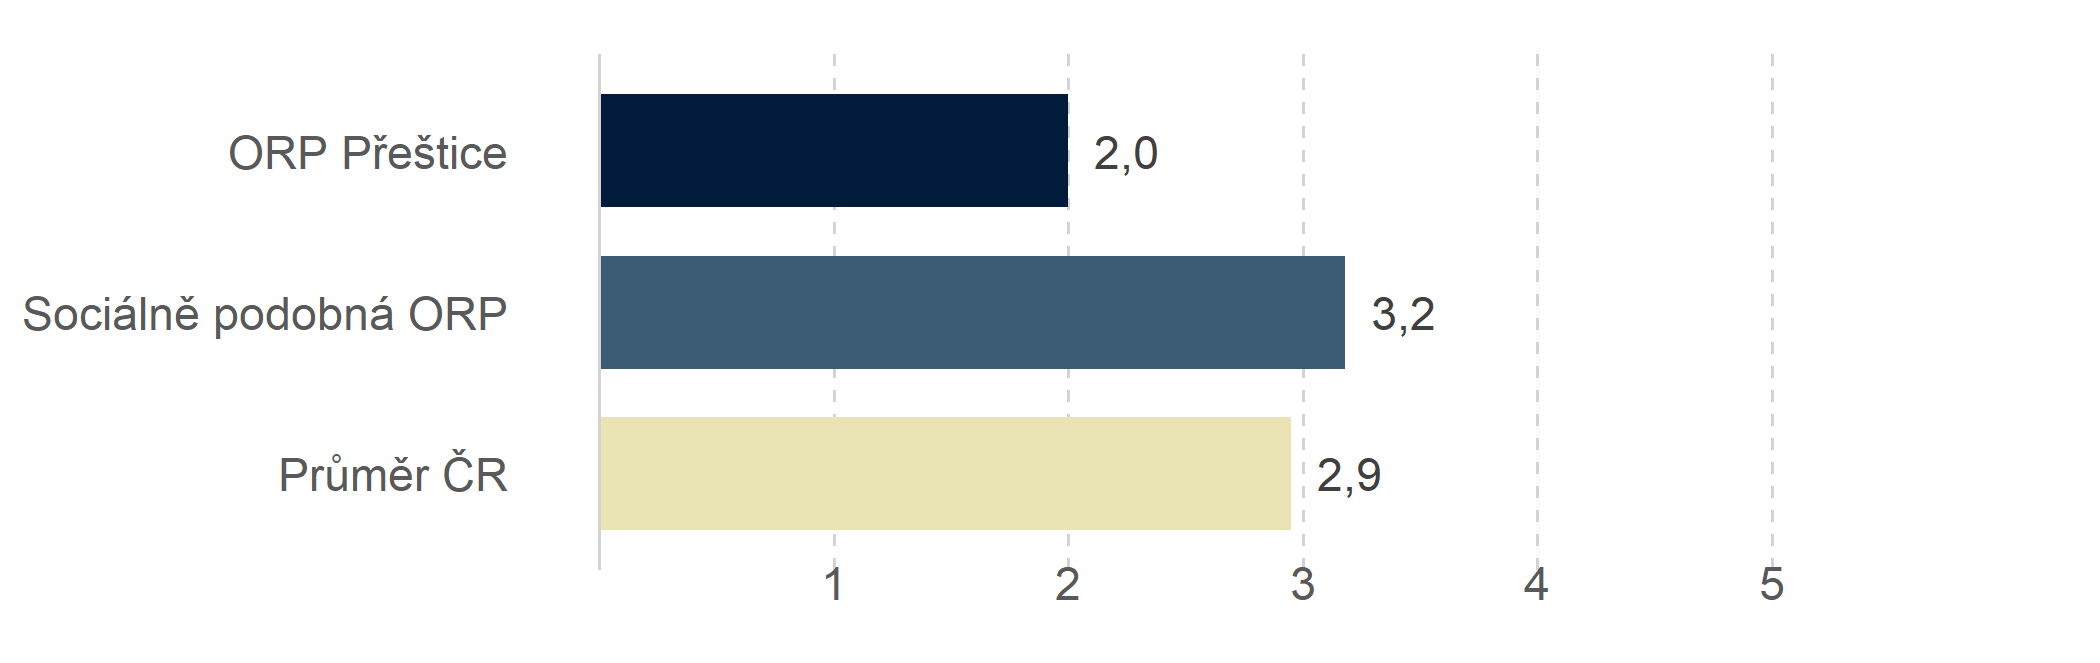 ORP Přeštice 2,0
Sociálně podobná ORP 3,2
Průměr ČR 2,9
1 2 3 4 5